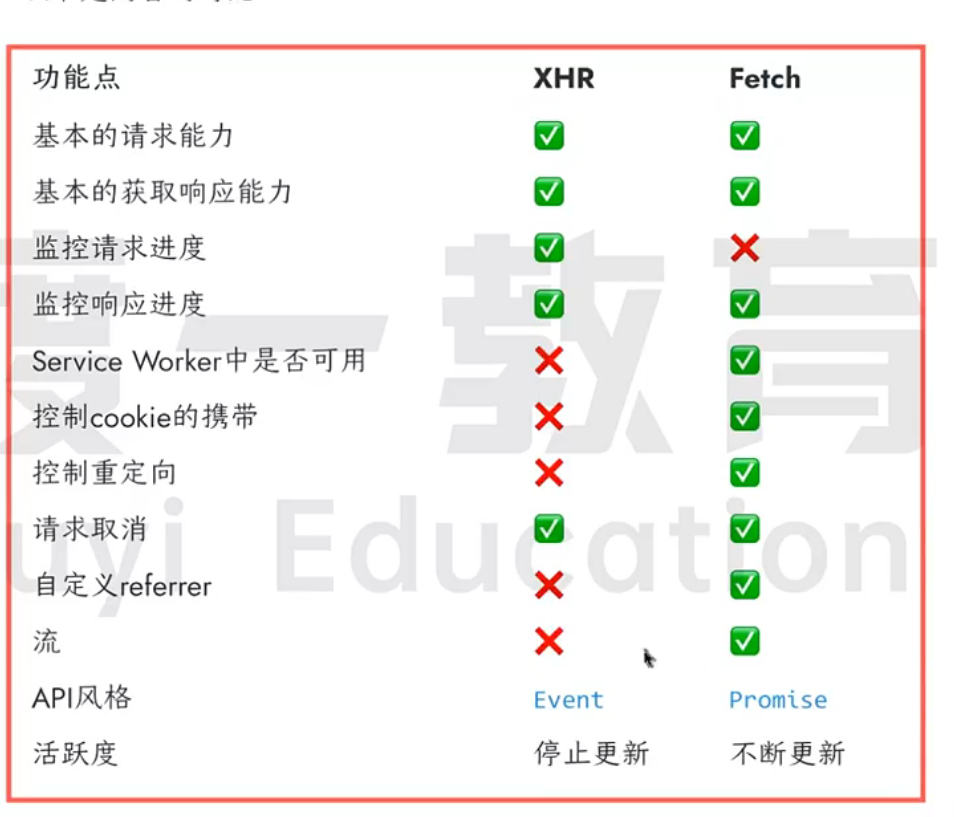 功能点 XHR Fetch
基本的请求能力 ✅ ✅
基本的获取响应能力 ✅ ✅
监控请求进度 ✅ ❌
监控响应进度 ✅ ✅
Service Worker中是否可用 ❌ ✅
控制cookie的携带 ❌ ✅
控制重定向 ❌ ✅
请求取消 ✅ ✅
自定义referrer ❌ ✅
流 ❌ ✅
API风格 Event Promise
活跃度 停止更新 不断更新
渡一教育
uyi Education